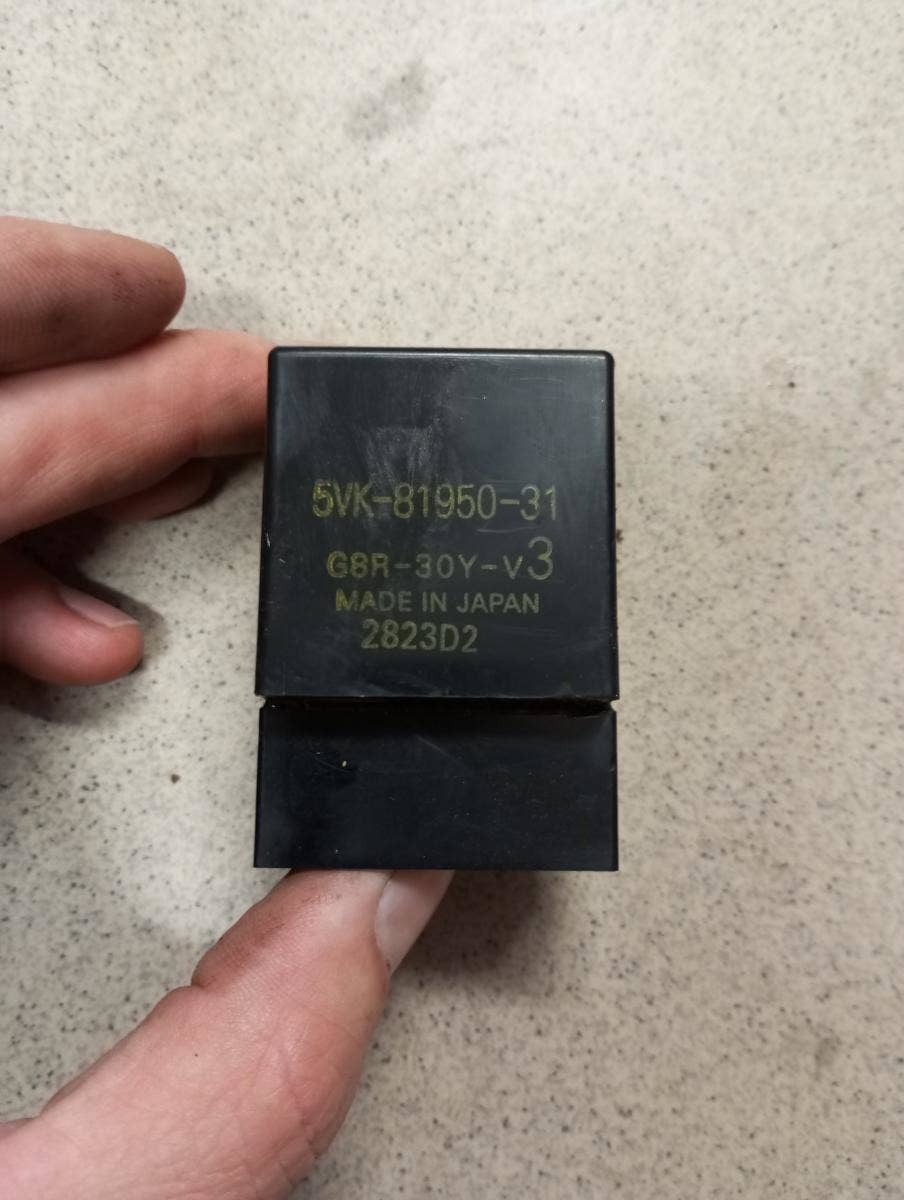 5VK-81950-31
G8R-30Y-V3
MADE IN JAPAN
2823D2